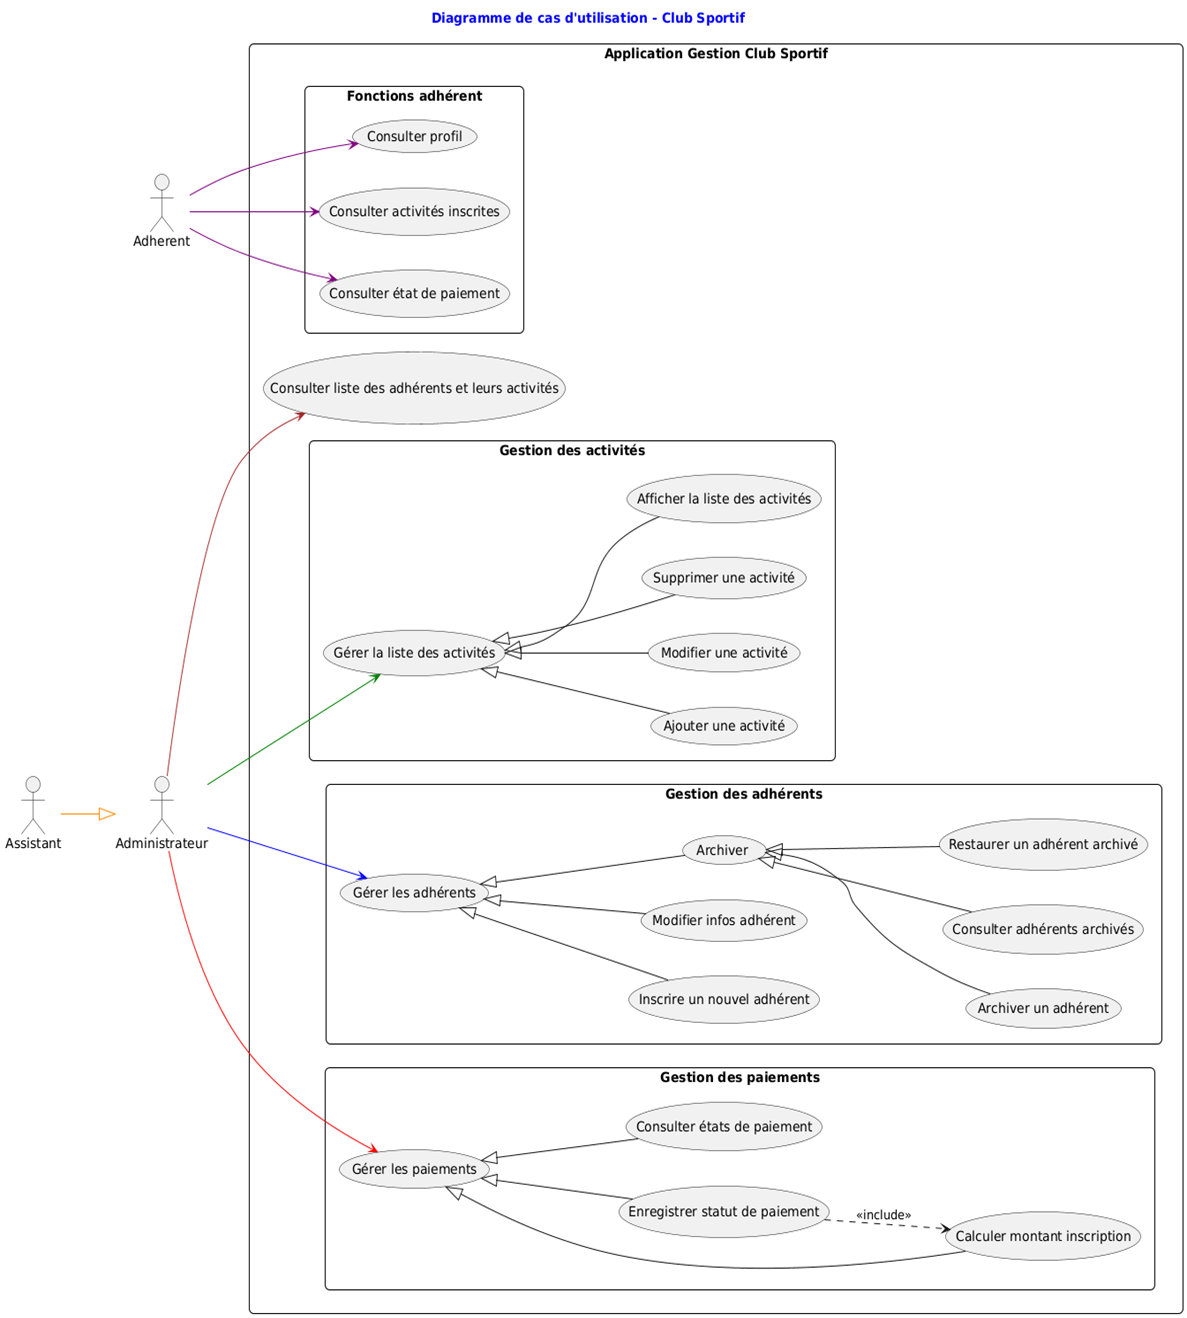 Diagramme de cas d'utilisation - Club Sportif
Application Gestion Club Sportif
Fonctions adhérent
Consulter profil
Consulter activités inscrites
Adherent
Consulter état de paiement
Consulter liste des adhérents et leurs activités
Gestion des activités
Afficher la liste des activités
Supprimer une activité
Gérer la liste des activités
Modifier une activité
Ajouter une activité
Gestion des adhérents
Assistant
Administrateur
Archiver
Restaurer un adhérent archivé
Gérer les adhérents
Modifier infos adhérent
Consulter adhérents archivés
Inscrire un nouvel adhérent
Archiver un adhérent
Gestion des paiements
Consulter états de paiement
Gérer les paiements
Enregistrer statut de paiement
«include»
Calculer montant inscription